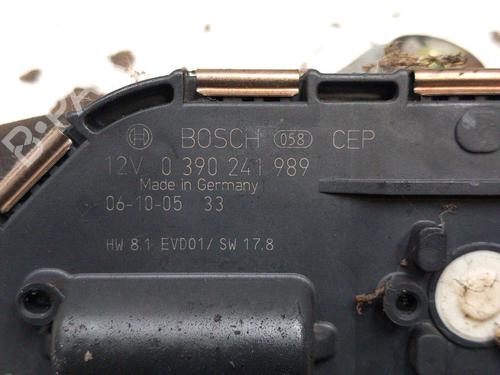 BOSCH 058 CEP
12V 0 390 241 989
Made in Germany
06-10-05 33
HW 8.1 EVD01/ SW 17.8